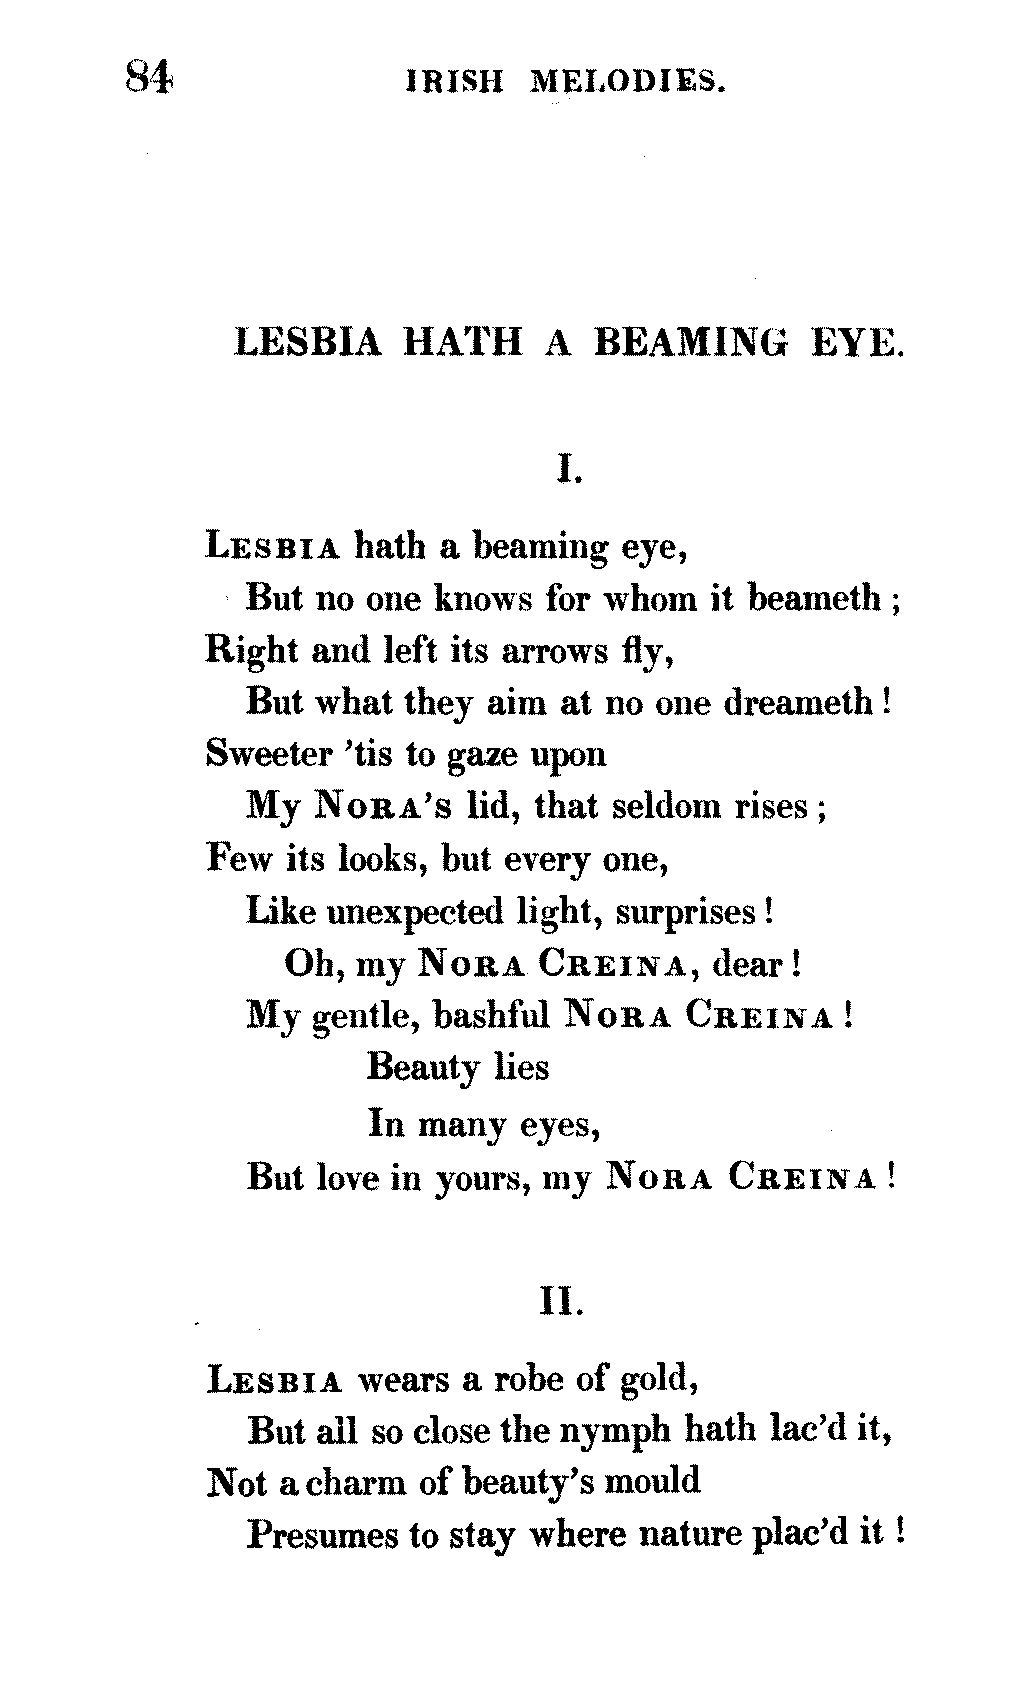 84 IRISH MELODIES.
LESBIA HATH A BEAMING EYE.
I.
LESBIA hath a beaming eye,
But no one knows for whom it beameth ;
Right and left its arrows fly,
But what they aim at no one dreameth !
Sweeter 'tis to gaze upon
My NORA'S lid, that seldom rises ;
Few its looks, but every one,
Like unexpected light, surprises !
Oh, my NORA CREINA, dear !
My gentle, bashful NORA CREINA !
Beauty lies
In many eyes,
But love in yours, my NORA CREINA !
II.
LESBIA wears a robe of gold,
But all so close the nymph hath lac'd it,
Not a charm of beauty's mould
Presumes to stay where nature plac'd it !